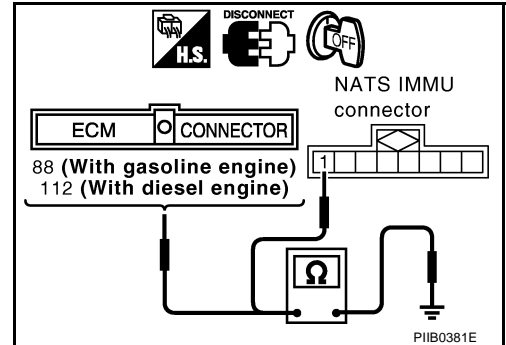 DISCONNECT
H.S.
OFF
NATS IMMU
connector
ECM CONNECTOR
1
88 (With gasoline engine)
112 (With diesel engine)
Ω
PIIB0381E